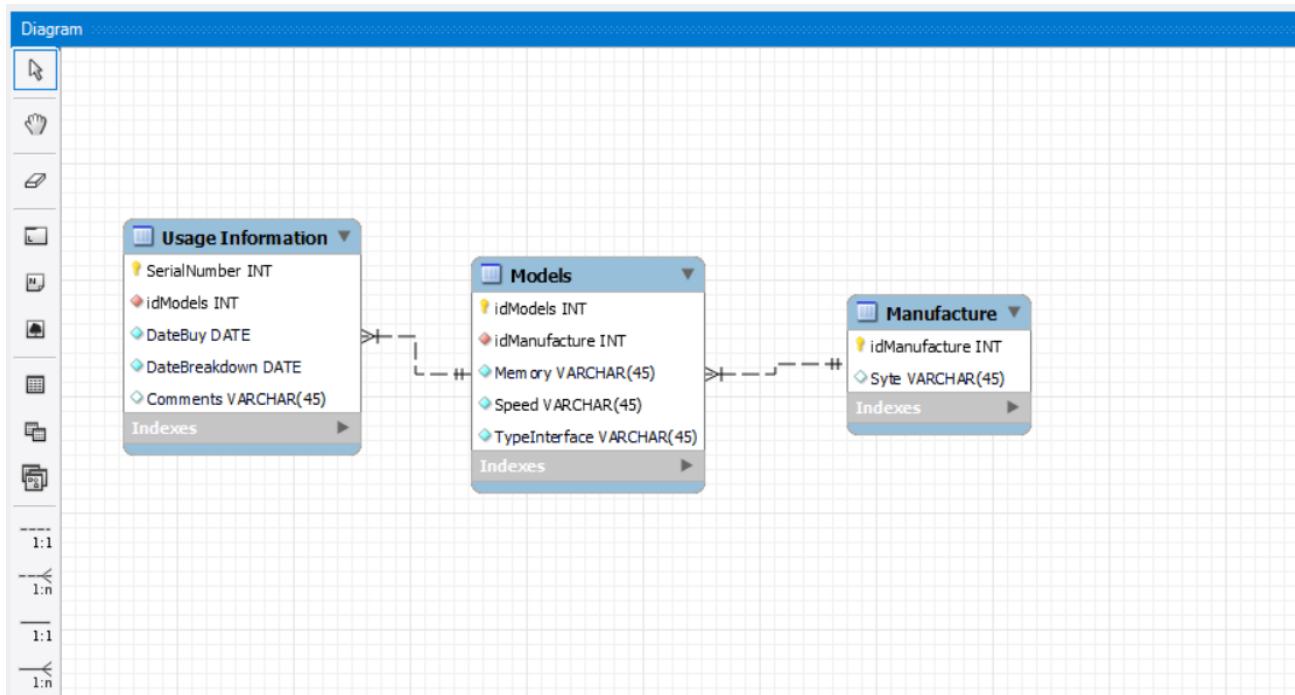 Diagram
Usage Information
SerialNumber INT
idModels INT
DateBuy DATE
DateBreakdown DATE
Comments VARCHAR(45)
Indexes
Models
idModels INT
idManufacture INT
Memory VARCHAR(45)
Speed VARCHAR(45)
TypeInterface VARCHAR(45)
Indexes
Manufacture
idManufacture INT
Syte VARCHAR(45)
Indexes
1:1
1:n
1:1
1:n